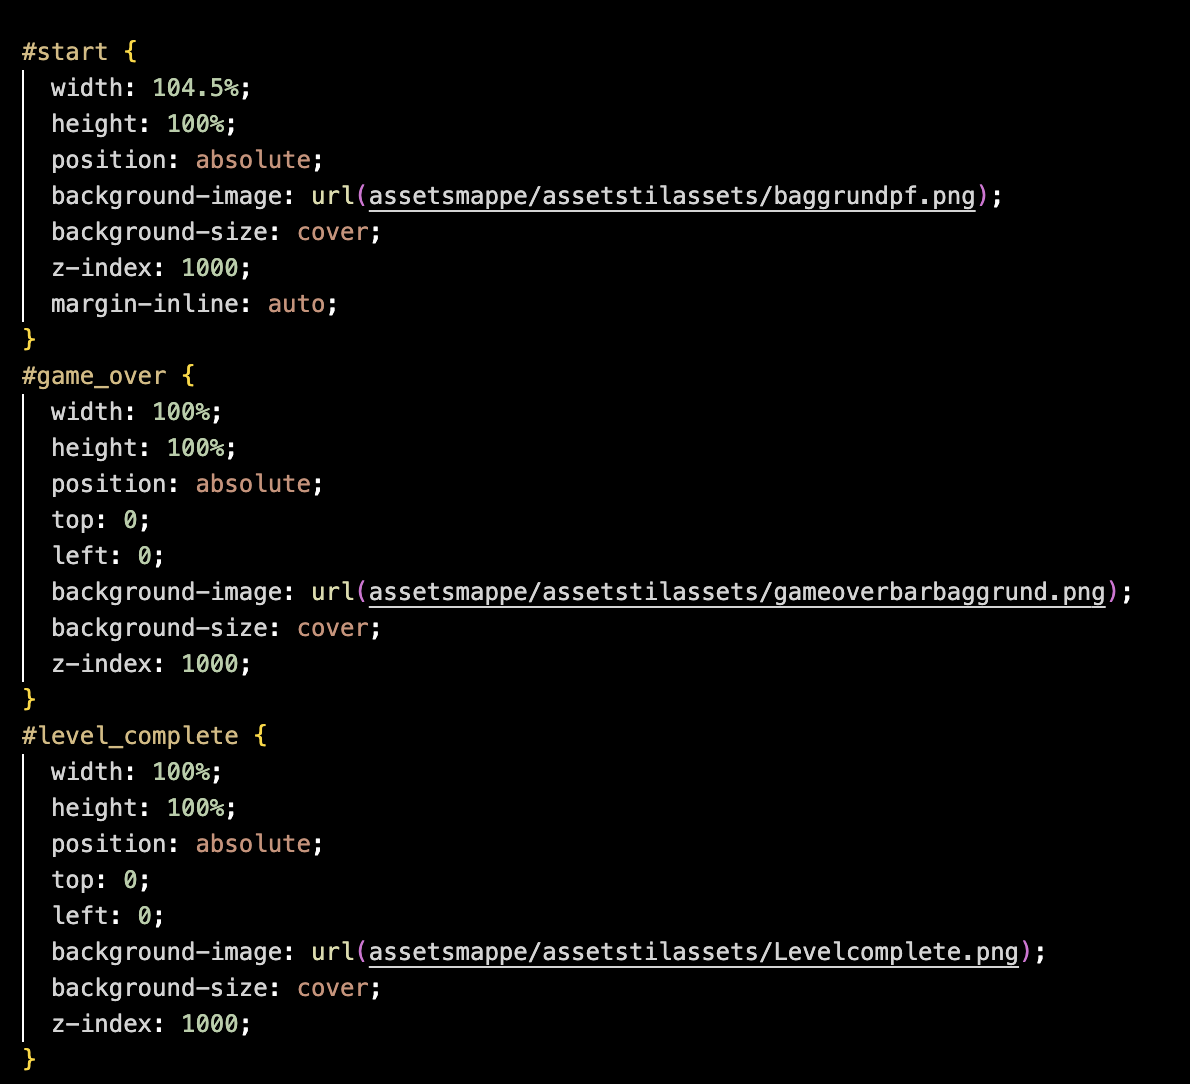 #start {
width: 104.5%;
height: 100%;
position: absolute;
background-image: url(assetsmappe/assetstilassets/baggrundpf.png);
background-size: cover;
z-index: 1000;
margin-inline: auto;
}
#game_over {
width: 100%;
height: 100%;
position: absolute;
top: 0;
left: 0;
background-image: url(assetsmappe/assetstilassets/gameoverbarbaggrund.png);
background-size: cover;
z-index: 1000;
}
#level_complete {
width: 100%;
height: 100%;
position: absolute;
top: 0;
left: 0;
background-image: url(assetsmappe/assetstilassets/Levelcomplete.png);
background-size: cover;
z-index: 1000;
}